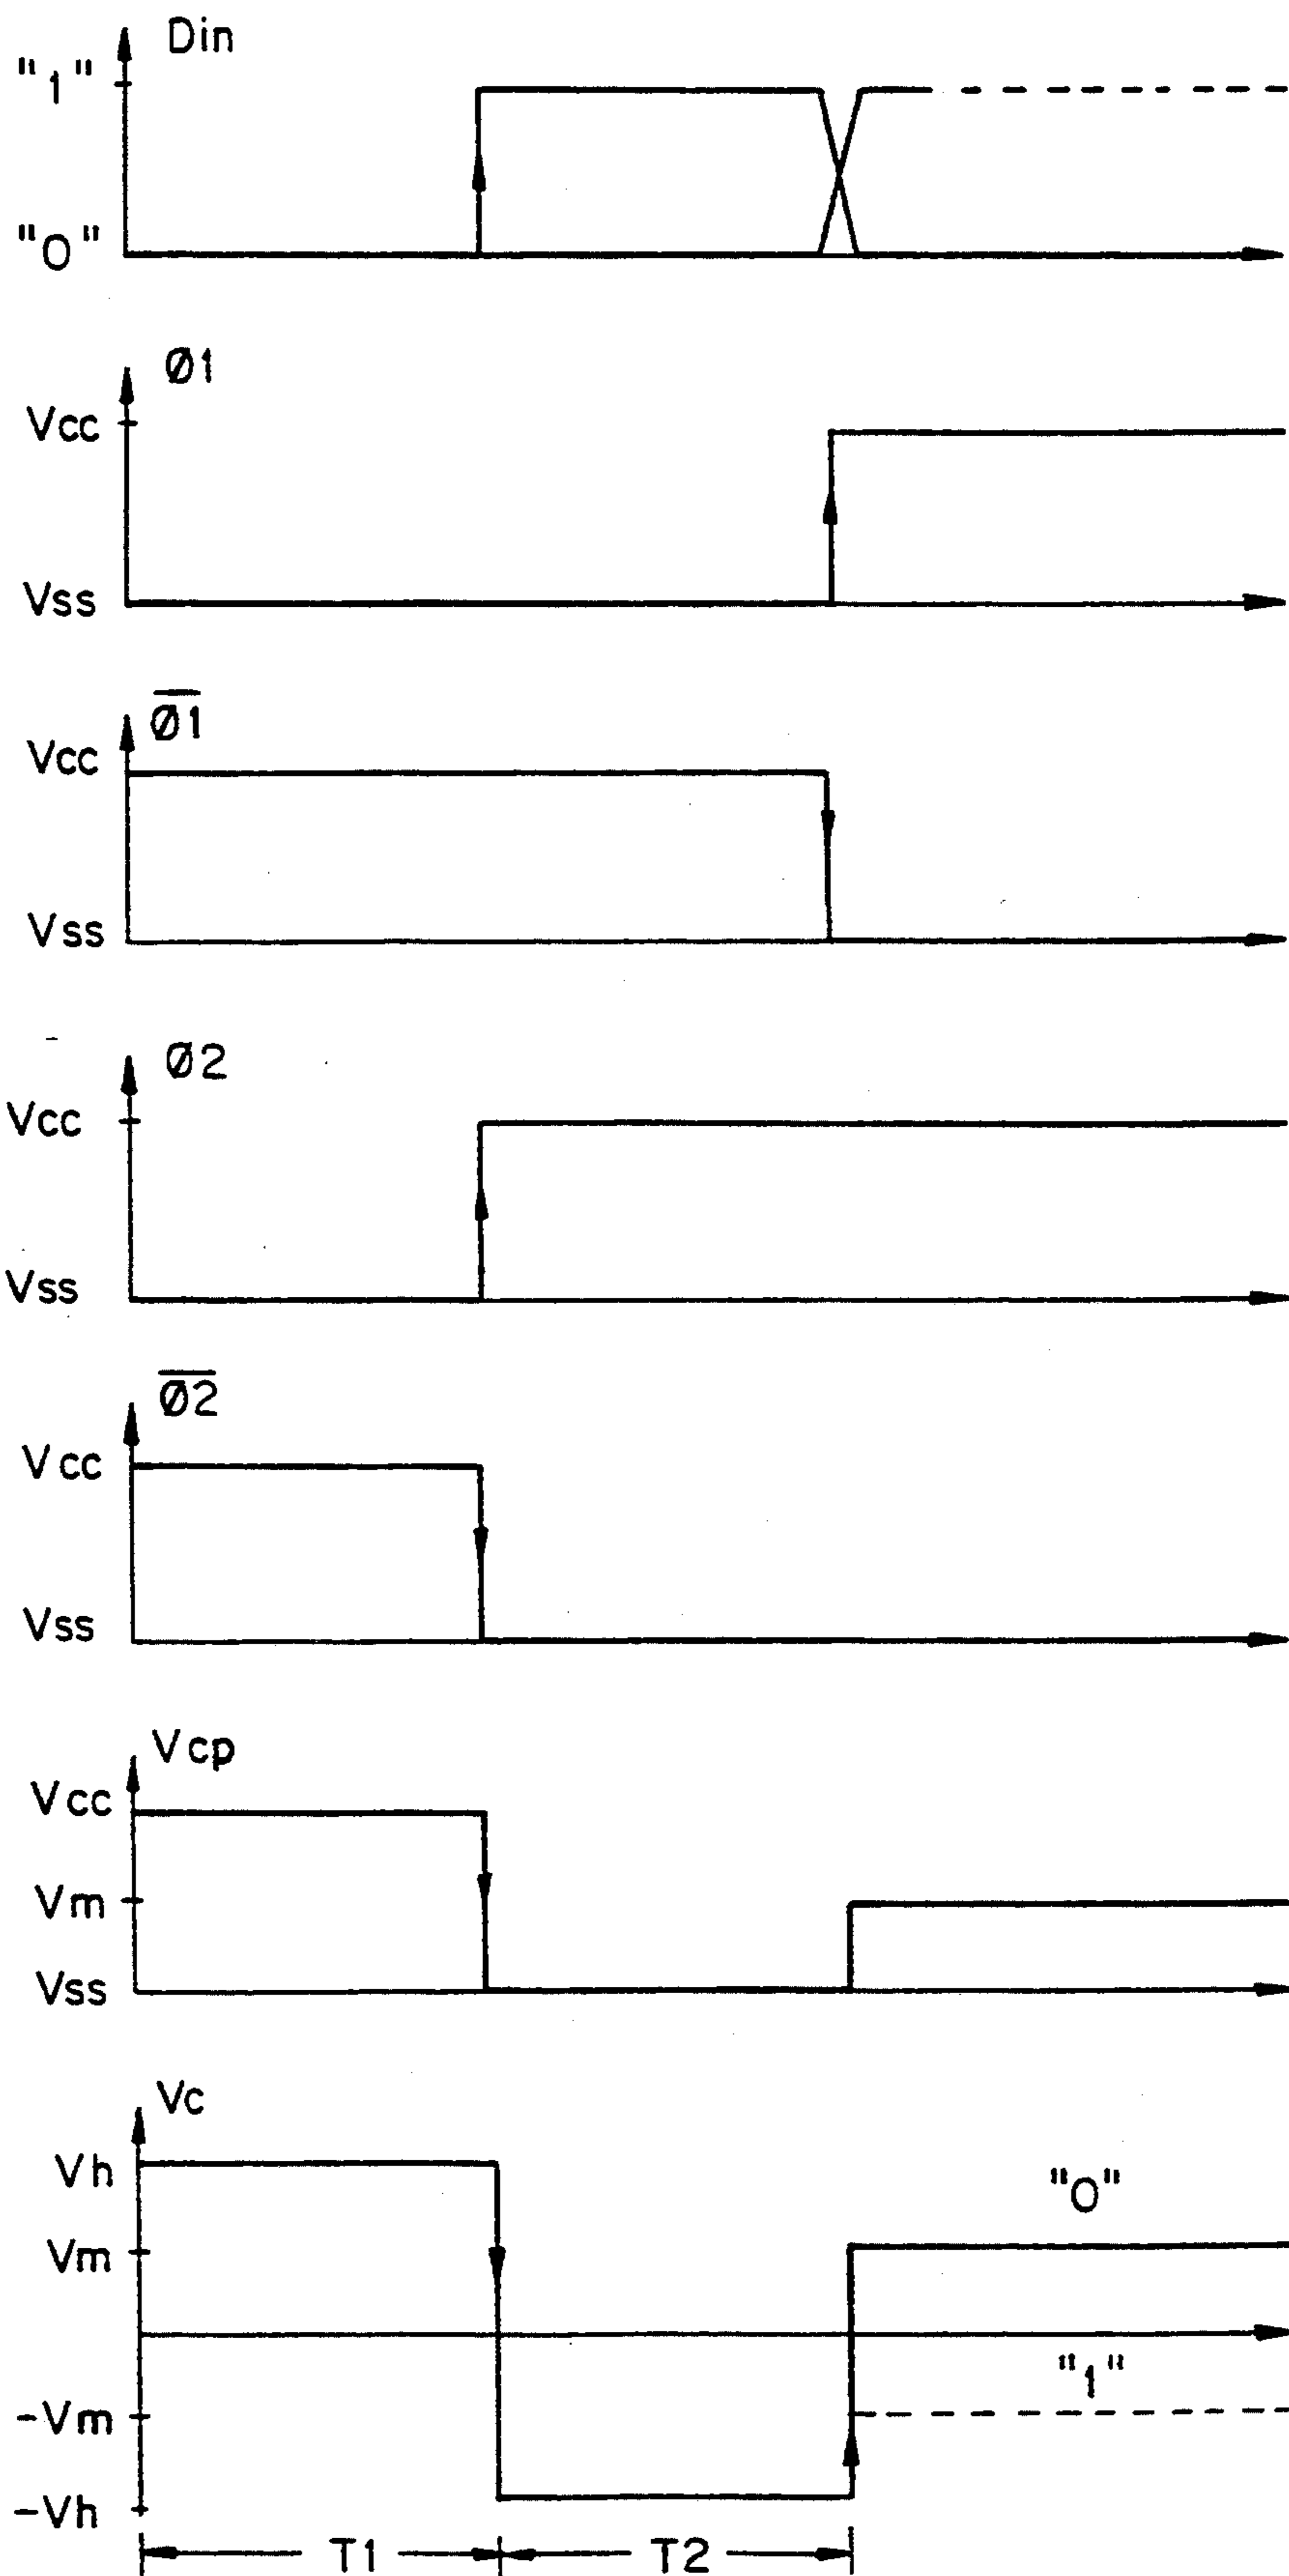 Din
"1"
"0"
Ø1
Vcc
Vss
Ø1
Vcc
Vss
Ø2
Vcc
Vss
Ø2
Vcc
Vss
Vcp
Vcc
Vm
Vss
Vc
Vh
"0"
Vm
"1"
-Vm
-Vh
T1 T2